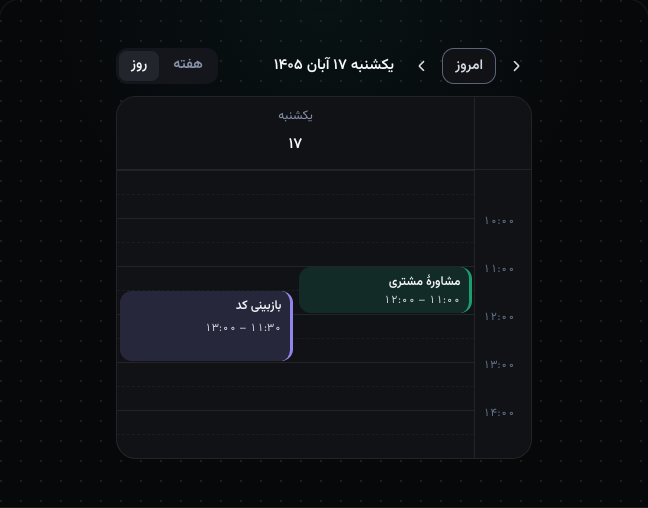 امروز
یکشنبه ۱۷ آبان ۱۴۰۵
هفته
روز
یکشنبه
۱۷
۱۰:۰۰
۱۱:۰۰
۱۲:۰۰
۱۳:۰۰
۱۴:۰۰
مشاورهٔ مشتری
۱۱:۰۰ – ۱۲:۰۰
بازبینی کد
۱۱:۳۰ – ۱۳:۰۰